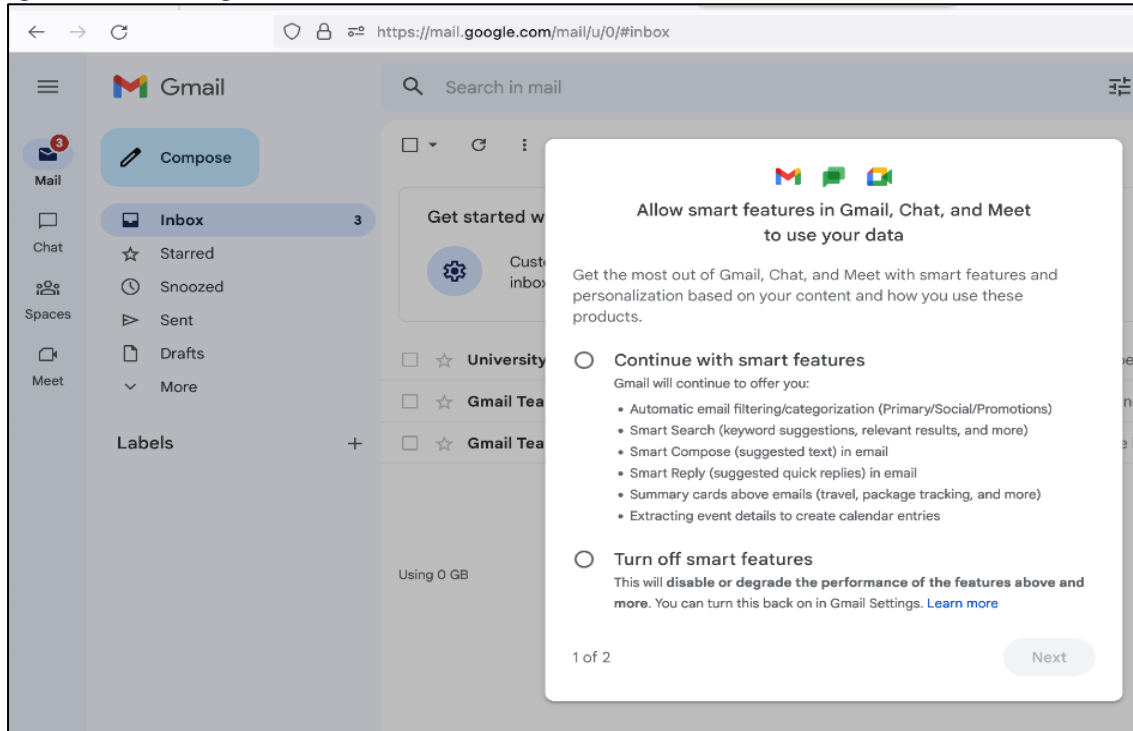 https://mail.google.com/mail/u/0/#inbox
Gmail
Search in mail
3
Mail
Compose
Inbox 3
Chat
Starred
Snoozed
Spaces
Sent
Drafts
Meet
More
Labels +
Get started w
Cust
inbox
University
Gmail Tea
Gmail Tea
Using 0 GB
Allow smart features in Gmail, Chat, and Meet
to use your data
Get the most out of Gmail, Chat, and Meet with smart features and
personalization based on your content and how you use these
products.
Continue with smart features
Gmail will continue to offer you:
• Automatic email filtering/categorization (Primary/Social/Promotions)
• Smart Search (keyword suggestions, relevant results, and more)
• Smart Compose (suggested text) in email
• Smart Reply (suggested quick replies) in email
• Summary cards above emails (travel, package tracking, and more)
• Extracting event details to create calendar entries
Turn off smart features
This will disable or degrade the performance of the features above and
more. You can turn this back on in Gmail Settings. Learn more
1 of 2
Next